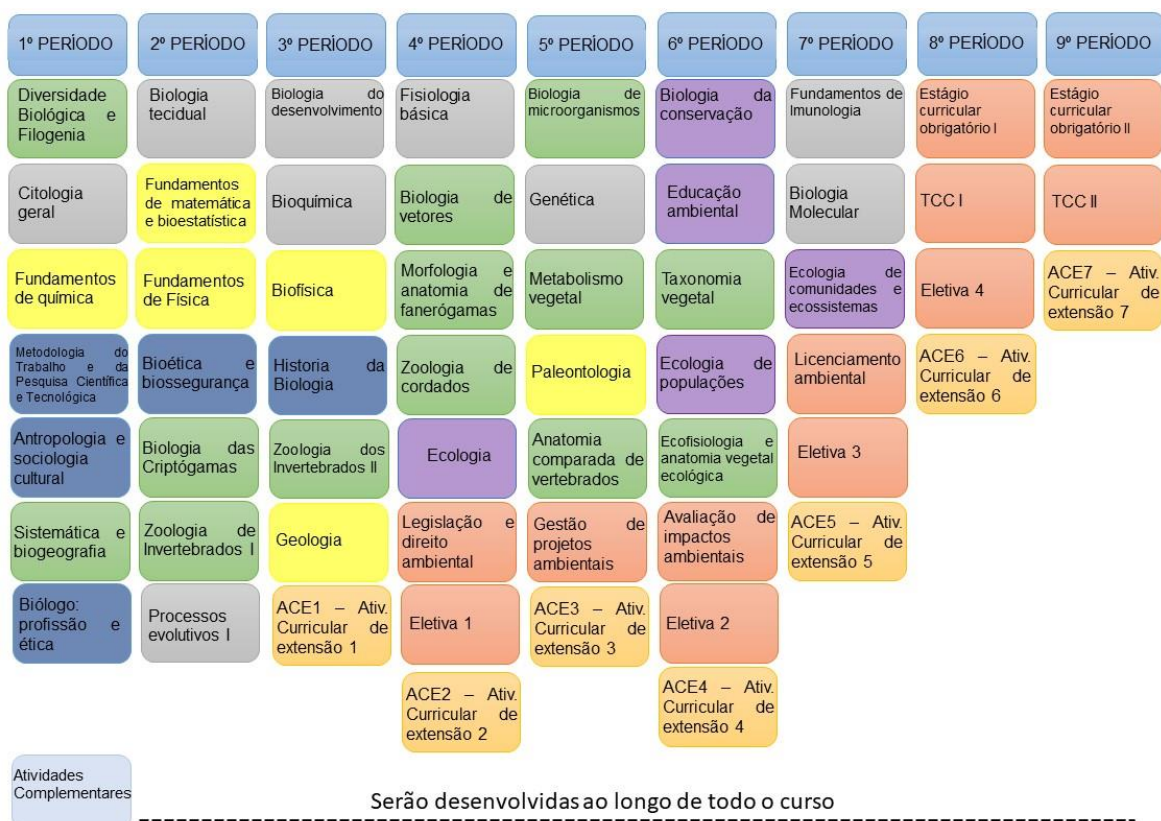 1º PERÍODO
2º PERÍODO
3º PERÍODO
4º PERÍODO
5º PERÍODO
6º PERÍODO
7º PERÍODO
8º PERÍODO
9º PERÍODO
Diversidade
Biológica e
Filogenia
Biologia
tecidual
Biologia do
desenvolvimento
Fisiologia
básica
Biologia de
microorganismos
Biologia da
conservação
Fundamentos de
Imunologia
Estágio
curricular
obrigatório I
Estágio
curricular
obrigatório II
Citologia
geral
Fundamentos
de matemática
e bioestatística
Bioquímica
Biologia de
vetores
Genética
Educação
ambiental
Biologia
Molecular
TCC I
TCC II
Fundamentos
de química
Fundamentos
de Física
Biofísica
Morfologia e
anatomia de
fanerógamas
Metabolismo
vegetal
Taxonomia
vegetal
Ecologia de
comunidades e
ecossistemas
Eletiva 4
ACE7 – Ativ.
Curricular de
extensão 7
Metodologia do
Trabalho e da
Pesquisa Científica
e Tecnológica
Bioética e
biossegurança
Historia da
Biologia
Zoologia de
cordados
Paleontologia
Ecologia de
populações
Licenciamento
ambiental
ACE6 – Ativ.
Curricular de
extensão 6
Antropologia e
sociologia
cultural
Biologia das
Criptógamas
Zoologia dos
Invertebrados II
Ecologia
Anatomia
comparada de
vertebrados
Ecofisiologia e
anatomia vegetal
ecológica
Eletiva 3
Sistemática e
biogeografia
Zoologia de
Invertebrados I
Geologia
Legislação e
direito
ambiental
Gestão de
projetos
ambientais
Avaliação de
impactos
ambientais
ACE5 – Ativ.
Curricular de
extensão 5
Biólogo:
profissão e
ética
Processos
evolutivos I
ACE1 – Ativ.
Curricular de
extensão 1
Eletiva 1
ACE3 – Ativ.
Curricular de
extensão 3
Eletiva 2
ACE2 – Ativ.
Curricular de
extensão 2
ACE4 – Ativ.
Curricular de
extensão 4
Atividades
Complementares
Serão desenvolvidas ao longo de todo o curso